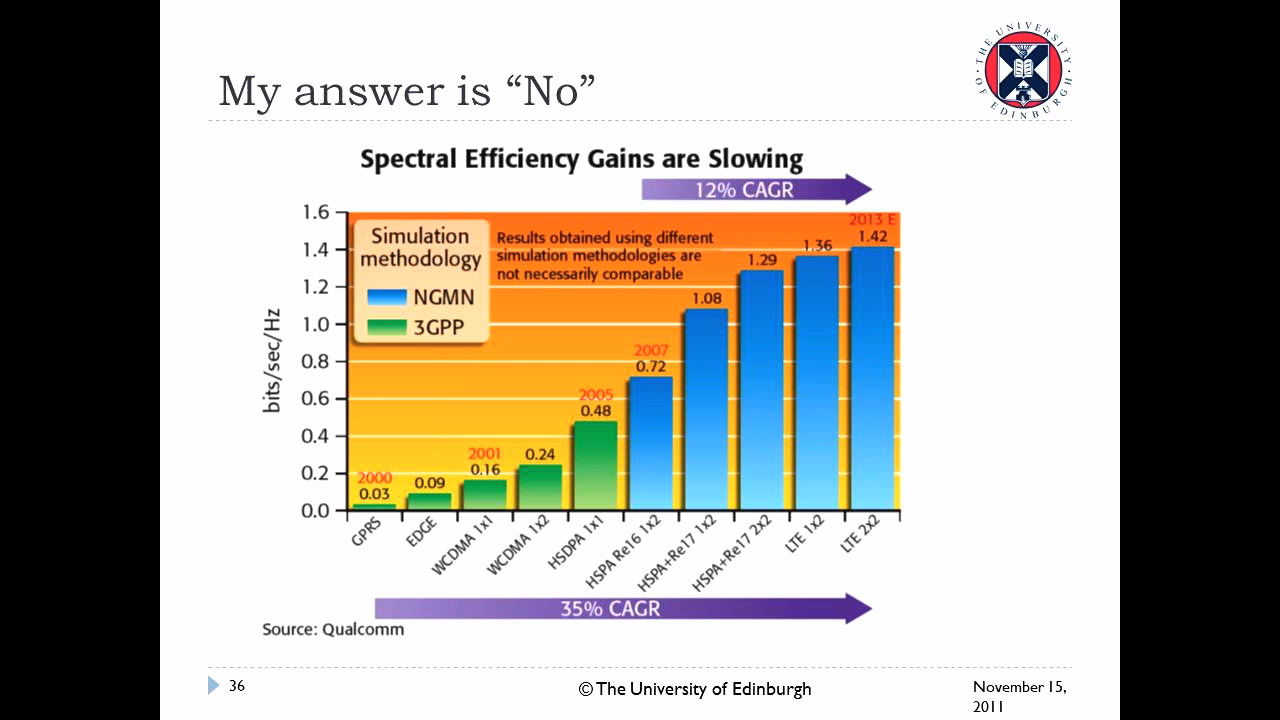 My answer is “No”
THE UNIVERSITY OF EDINBURGH
Spectral Efficiency Gains are Slowing
12% CAGR
bits/sec/Hz
1.6
1.4
1.2
1.0
0.8
0.6
0.4
0.2
0.0
Simulation
methodology
NGMN
3GPP
Results obtained using different
simulation methodologies are
not necessarily comparable
2000
0.03
0.09
2001
0.16
0.24
2005
0.48
2007
0.72
1.08
1.29
1.36
2013 E
1.42
GPRS
EDGE
WCDMA 1x1
WCDMA 1x2
HSDPA 1x1
HSPA Re16 1x2
HSPA+Re17 1x2
HSPA+Re17 2x2
LTE 1x2
LTE 2x2
35% CAGR
Source: Qualcomm
36
© The University of Edinburgh
November 15,
2011